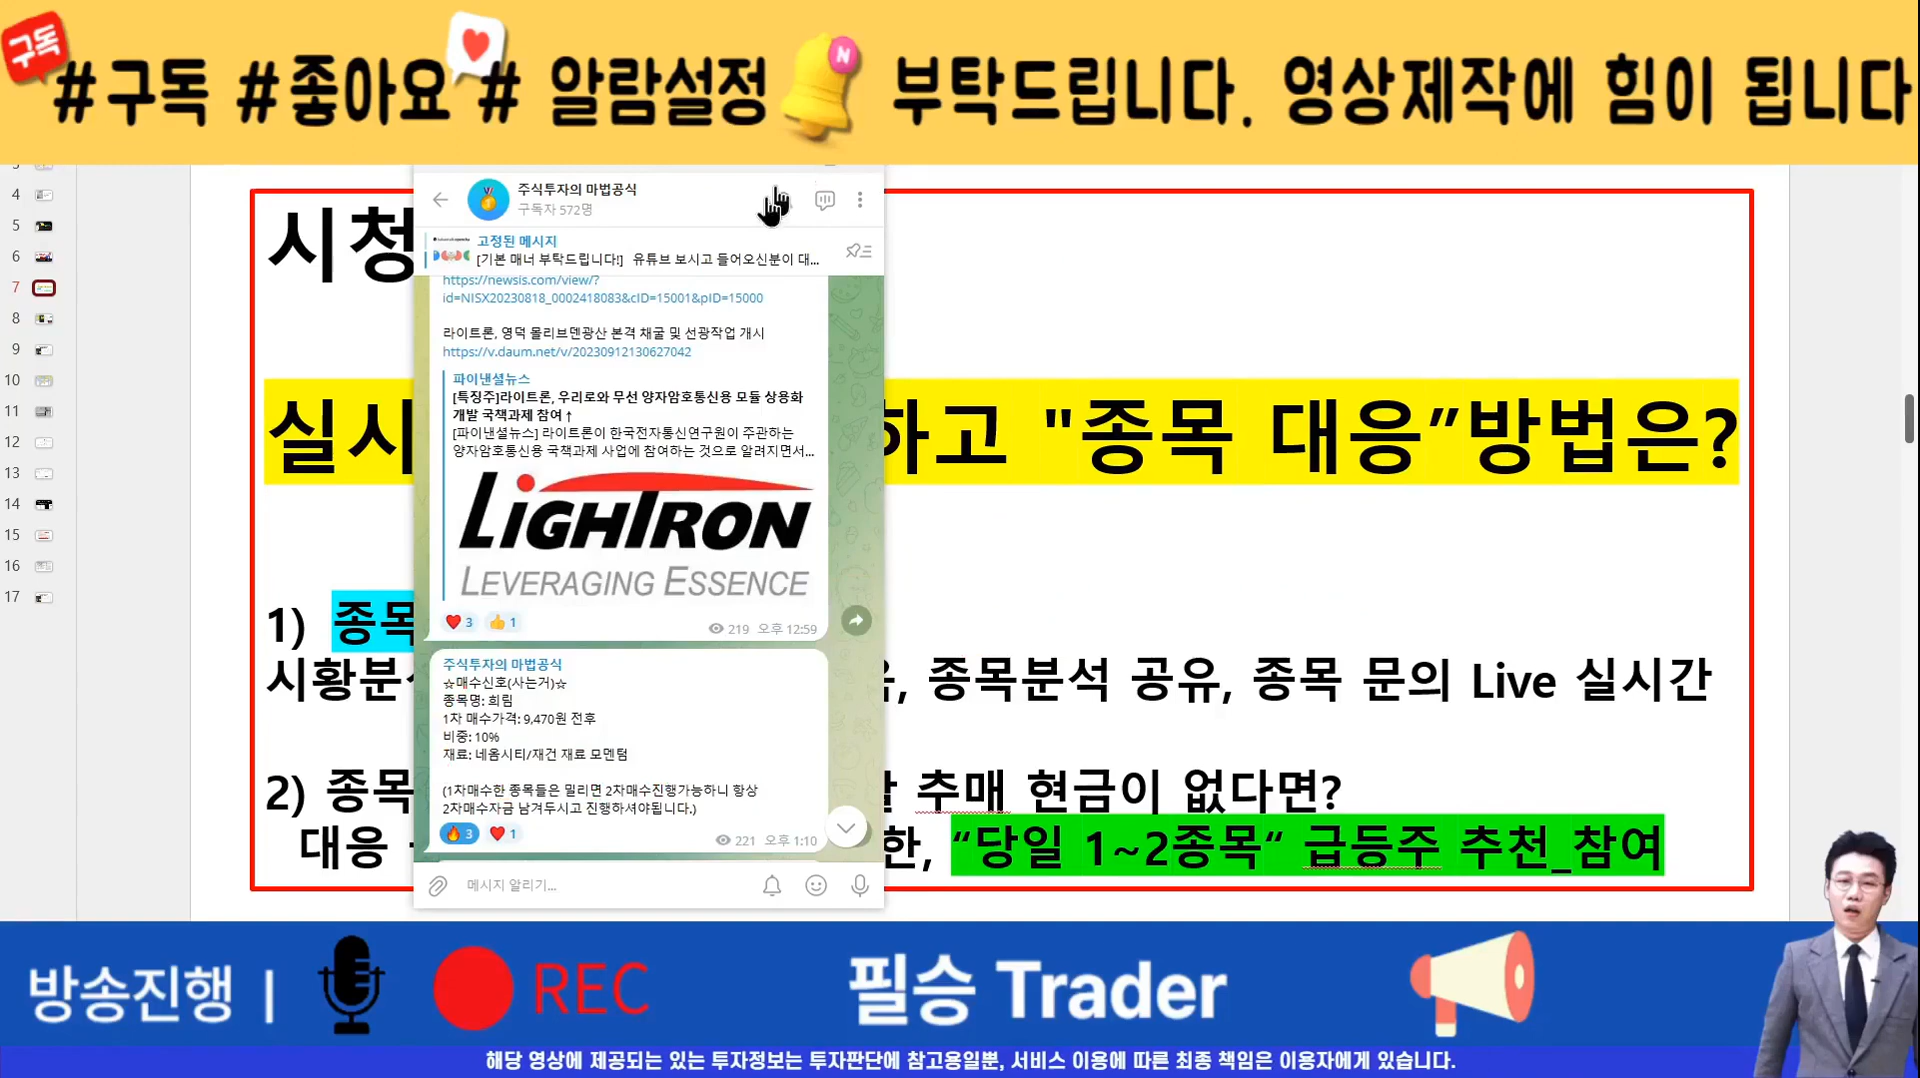 구독
#구독 #좋아요 # 알람설정 N 부탁드립니다. 영상제작에 힘이 됩니다
4
5
6
7
8
9
10
11
12
13
14
15
16
17
시청
실시
하고 "종목 대응”방법은?
1) 종목
시황분
, 종목분석 공유, 종목 문의 Live 실시간
2) 종목
추매 현금이 없다면?
대응
한, “당일 1~2종목“ 급등주 추천_참여
주식투자의 마법공식
구독자 572명
고정된 메시지
[기본 매너 부탁드립니다!] 유튜브 보시고 들어오신분이 대...
https://newsis.com/view/?
id=NISX20230818_0002418083&cID=15001&pID=15000
라이트론, 영덕 몰리브덴광산 본격 채굴 및 선광작업 개시
https://v.daum.net/v/20230912130627042
파이낸셜뉴스
[특징주]라이트론, 우리로와 무선 양자암호통신용 모듈 상용화
개발 국책과제 참여↑
[파이낸셜뉴스] 라이트론이 한국전자통신연구원이 주관하는
양자암호통신용 국책과제 사업에 참여하는 것으로 알려지면서...
LIGHTRON
LEVERAGING ESSENCE
❤️ 3 👍 1
219 오후 12:59
주식투자의 마법공식
☆매수신호(사는거)☆
종목명: 희림
1차 매수가격: 9,470원 전후
비중: 10%
재료: 네옴시티/재건 재료 모멘텀
(1차매수한 종목들은 밀리면 2차매수진행가능하니 항상
2차매수자금 남겨두시고 진행하셔야됩니다.)
🔥 3 ❤️ 1
221 오후 1:10
메시지 알리기...
방송진행 | REC 필승 Trader
해당 영상에 제공되는 있는 투자정보는 투자판단에 참고용일뿐, 서비스 이용에 따른 최종 책임은 이용자에게 있습니다.